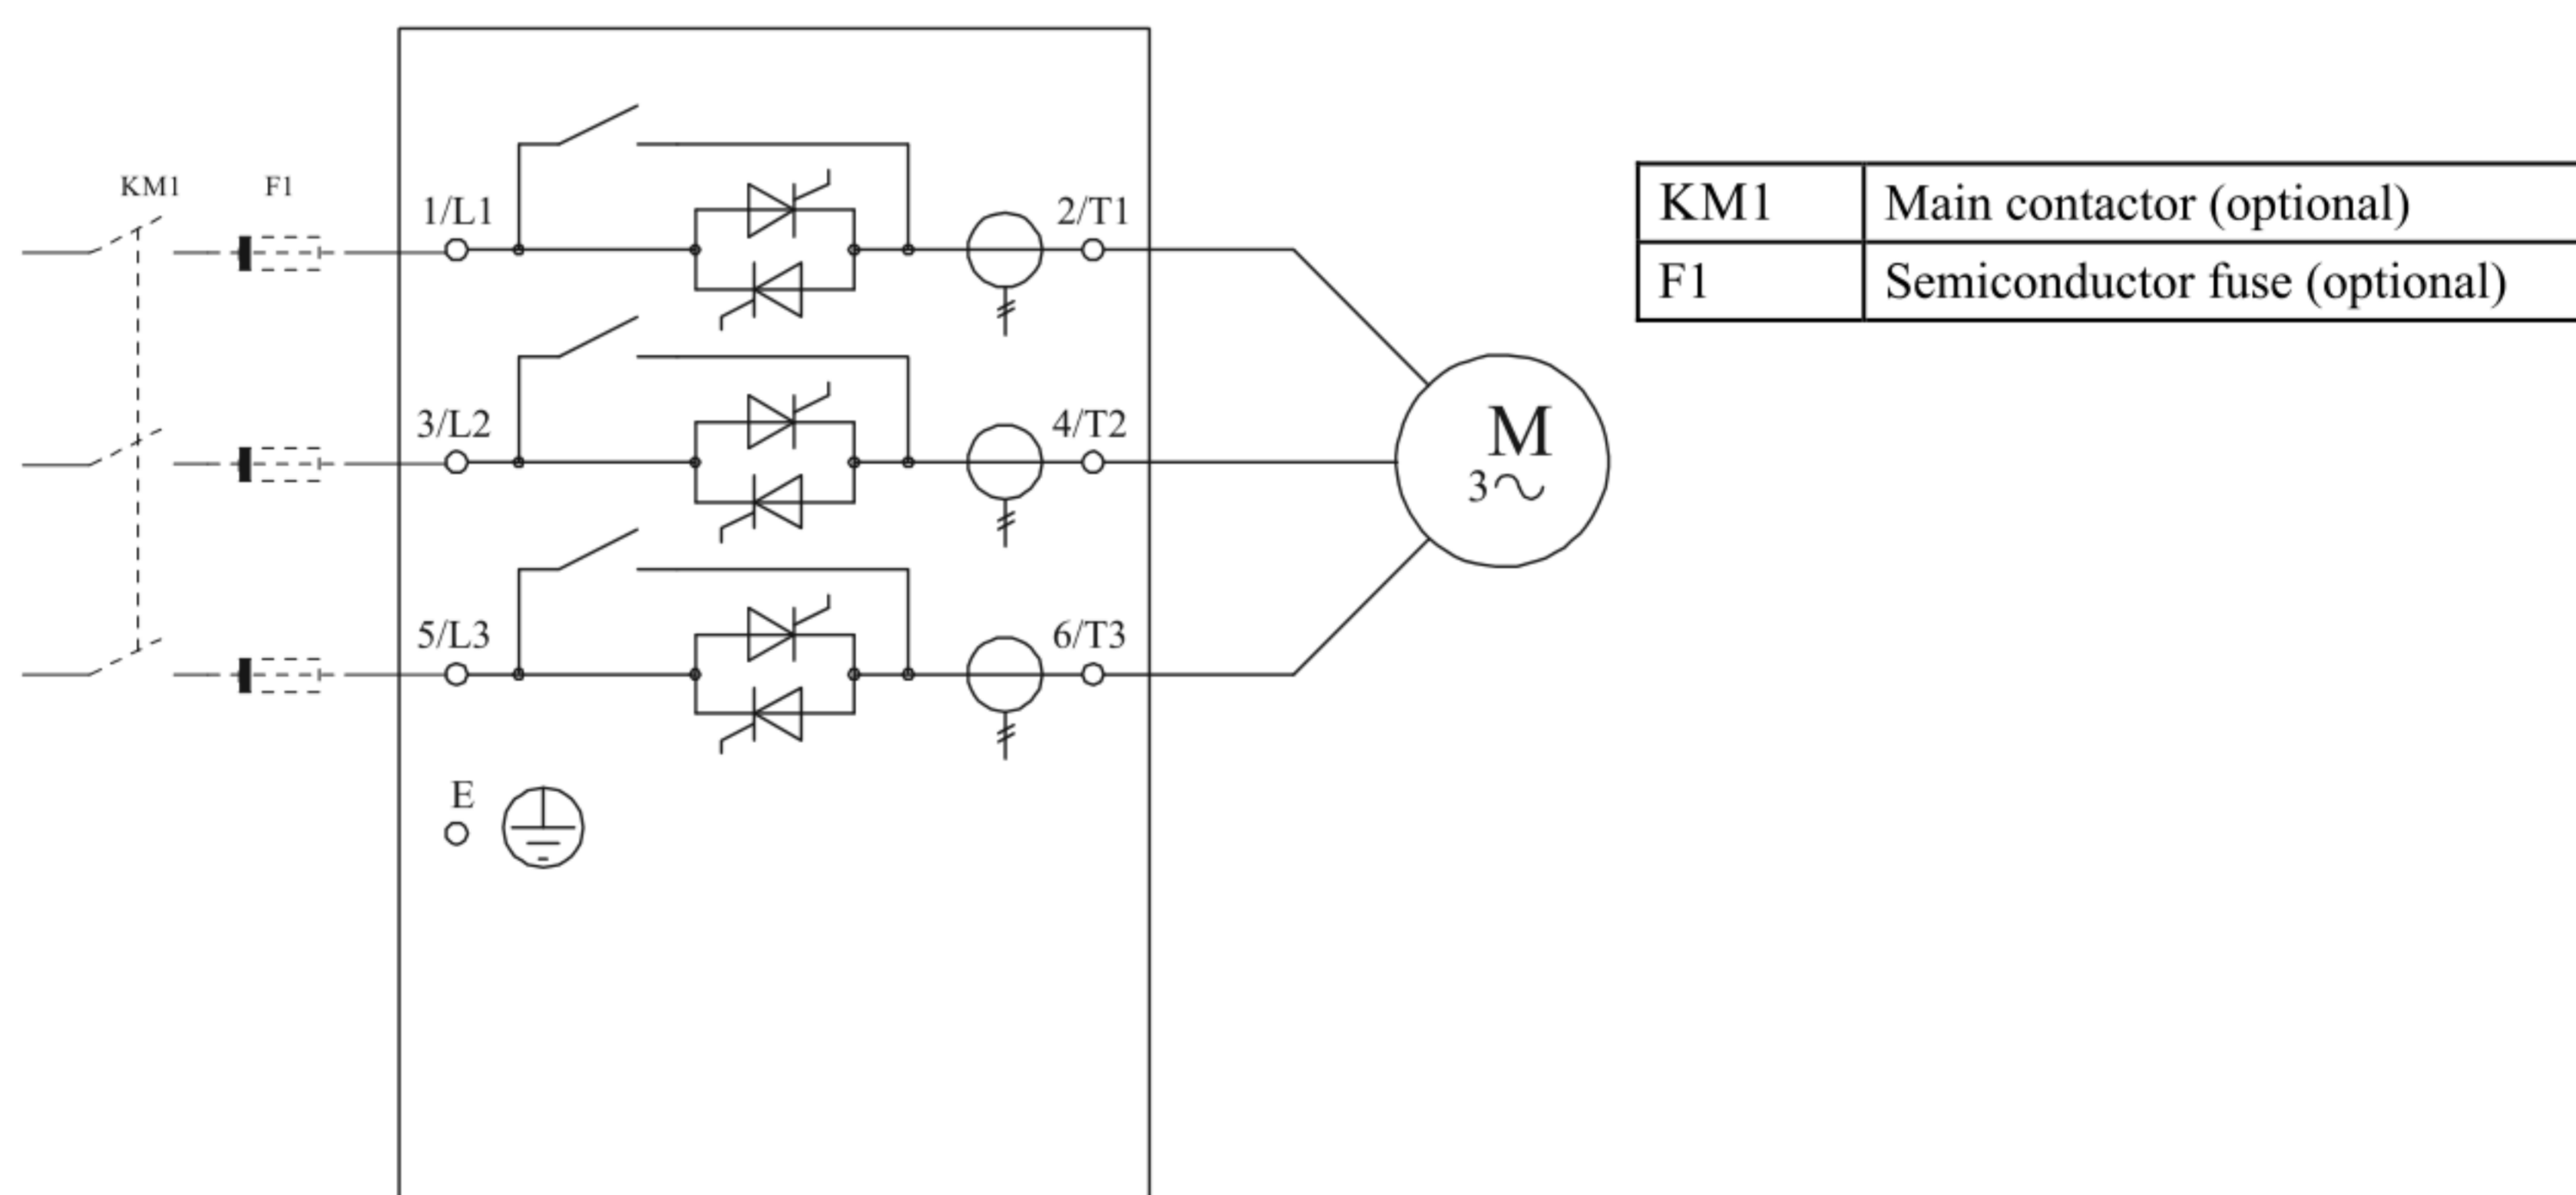 KM1 F1
1/L1 2/T1
3/L2 4/T2
5/L3 6/T3
E
M
3~
KM1 Main contactor (optional)
F1 Semiconductor fuse (optional)